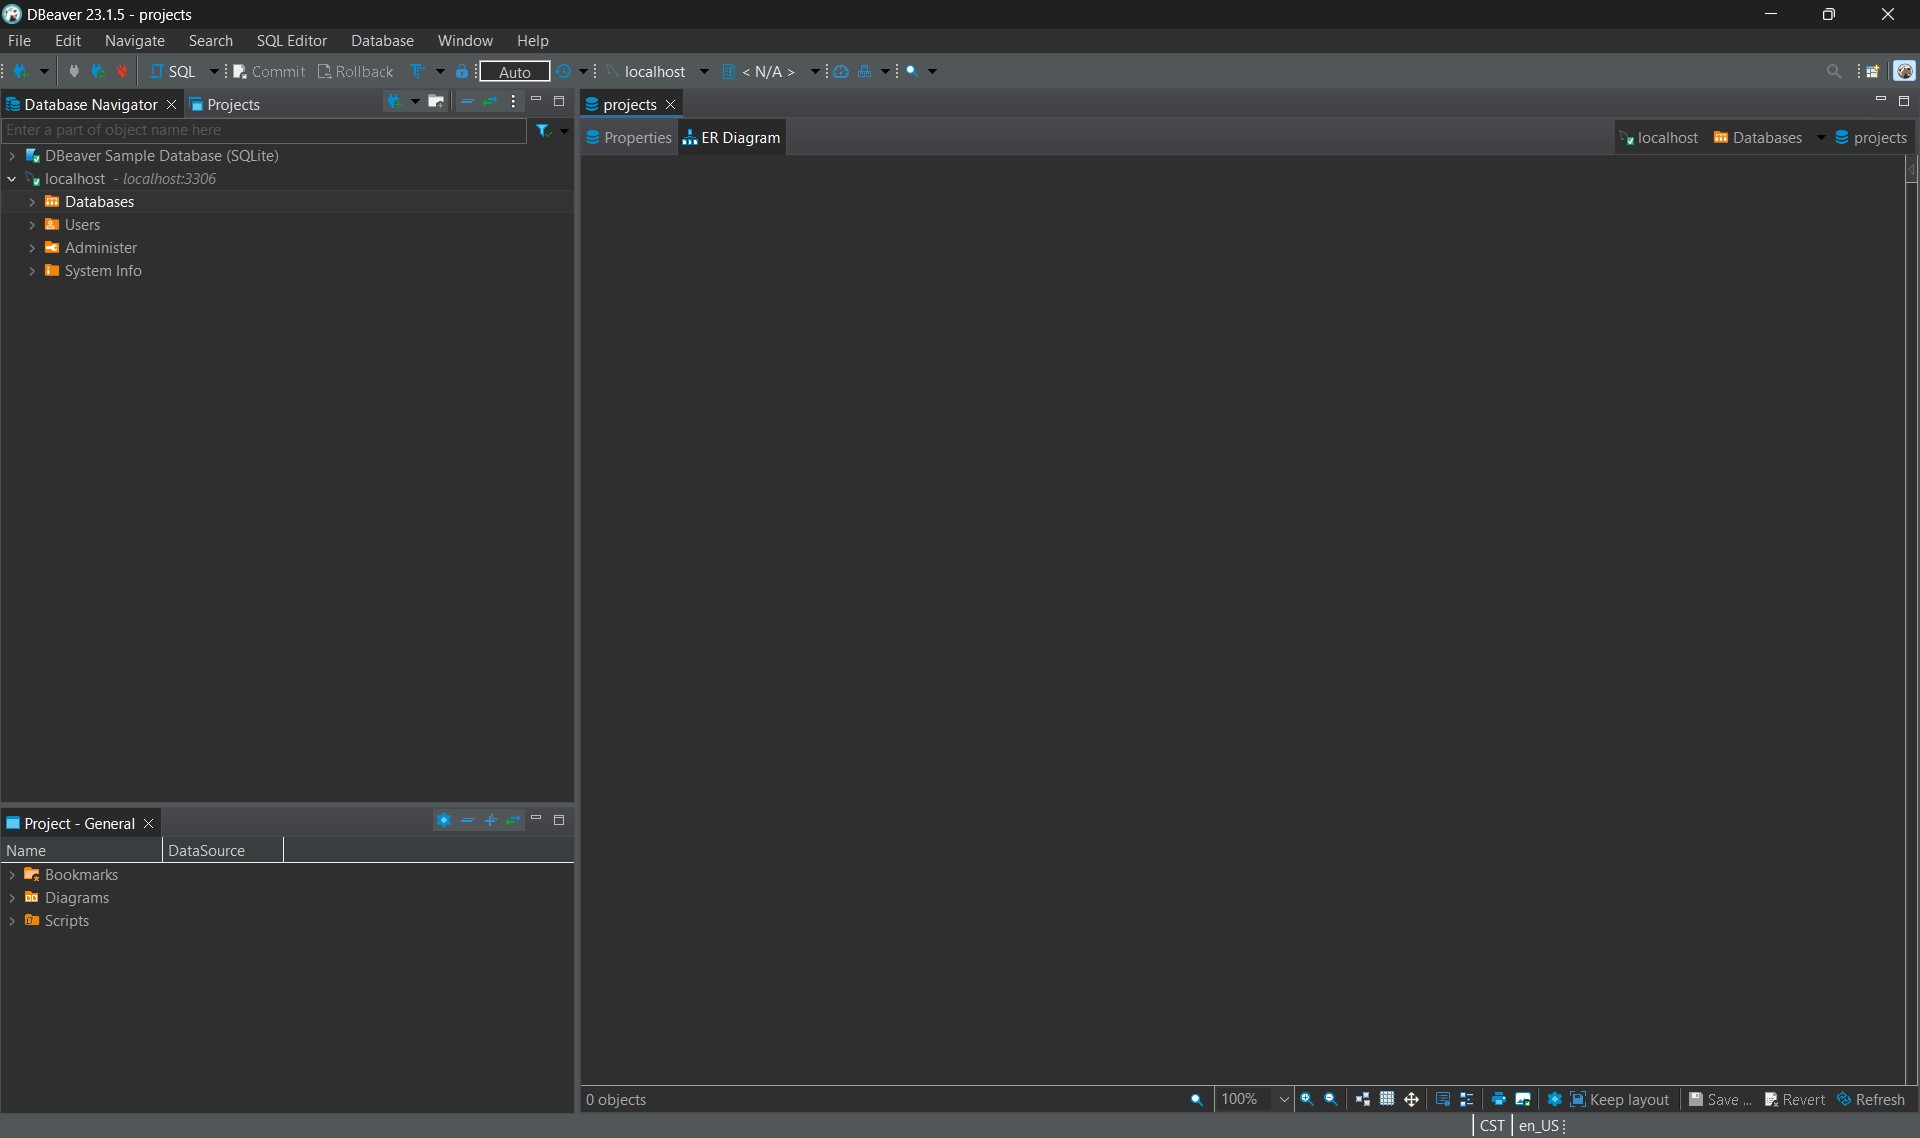 DBeaver 23.1.5 - projects
File Edit Navigate Search SQL Editor Database Window Help
SQL Commit Rollback Auto localhost < N/A >
Database Navigator Projects
projects
Enter a part of object name here
Properties ER Diagram localhost Databases projects
DBeaver Sample Database (SQLite)
localhost - localhost:3306
Databases
Users
Administer
System Info
Project - General
Name DataSource
Bookmarks
Diagrams
Scripts
0 objects 100% Keep layout Save ... Revert Refresh
CST en_US